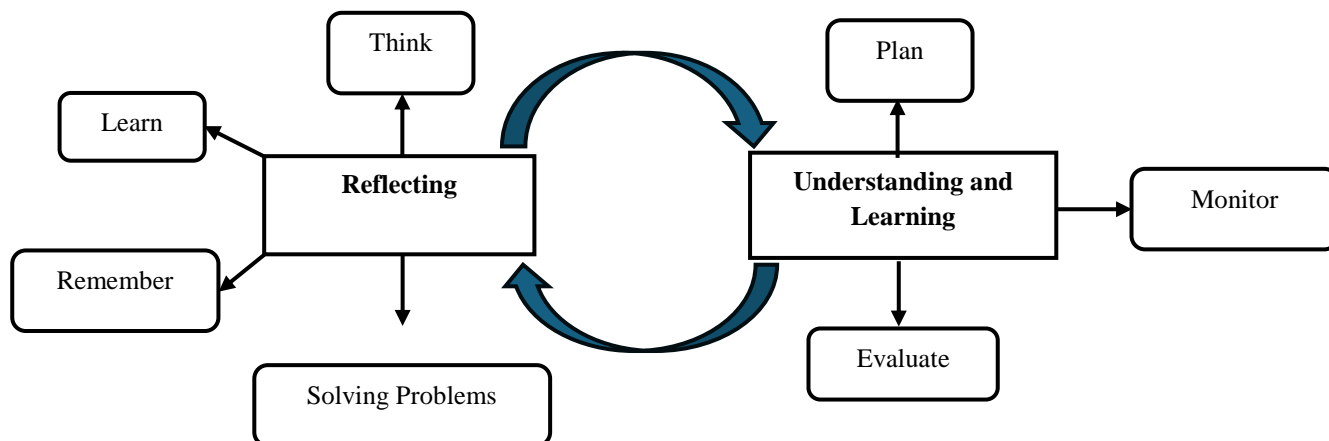 Think
Plan
Learn
Reflecting
Understanding and
Learning
Monitor
Remember
Evaluate
Solving Problems